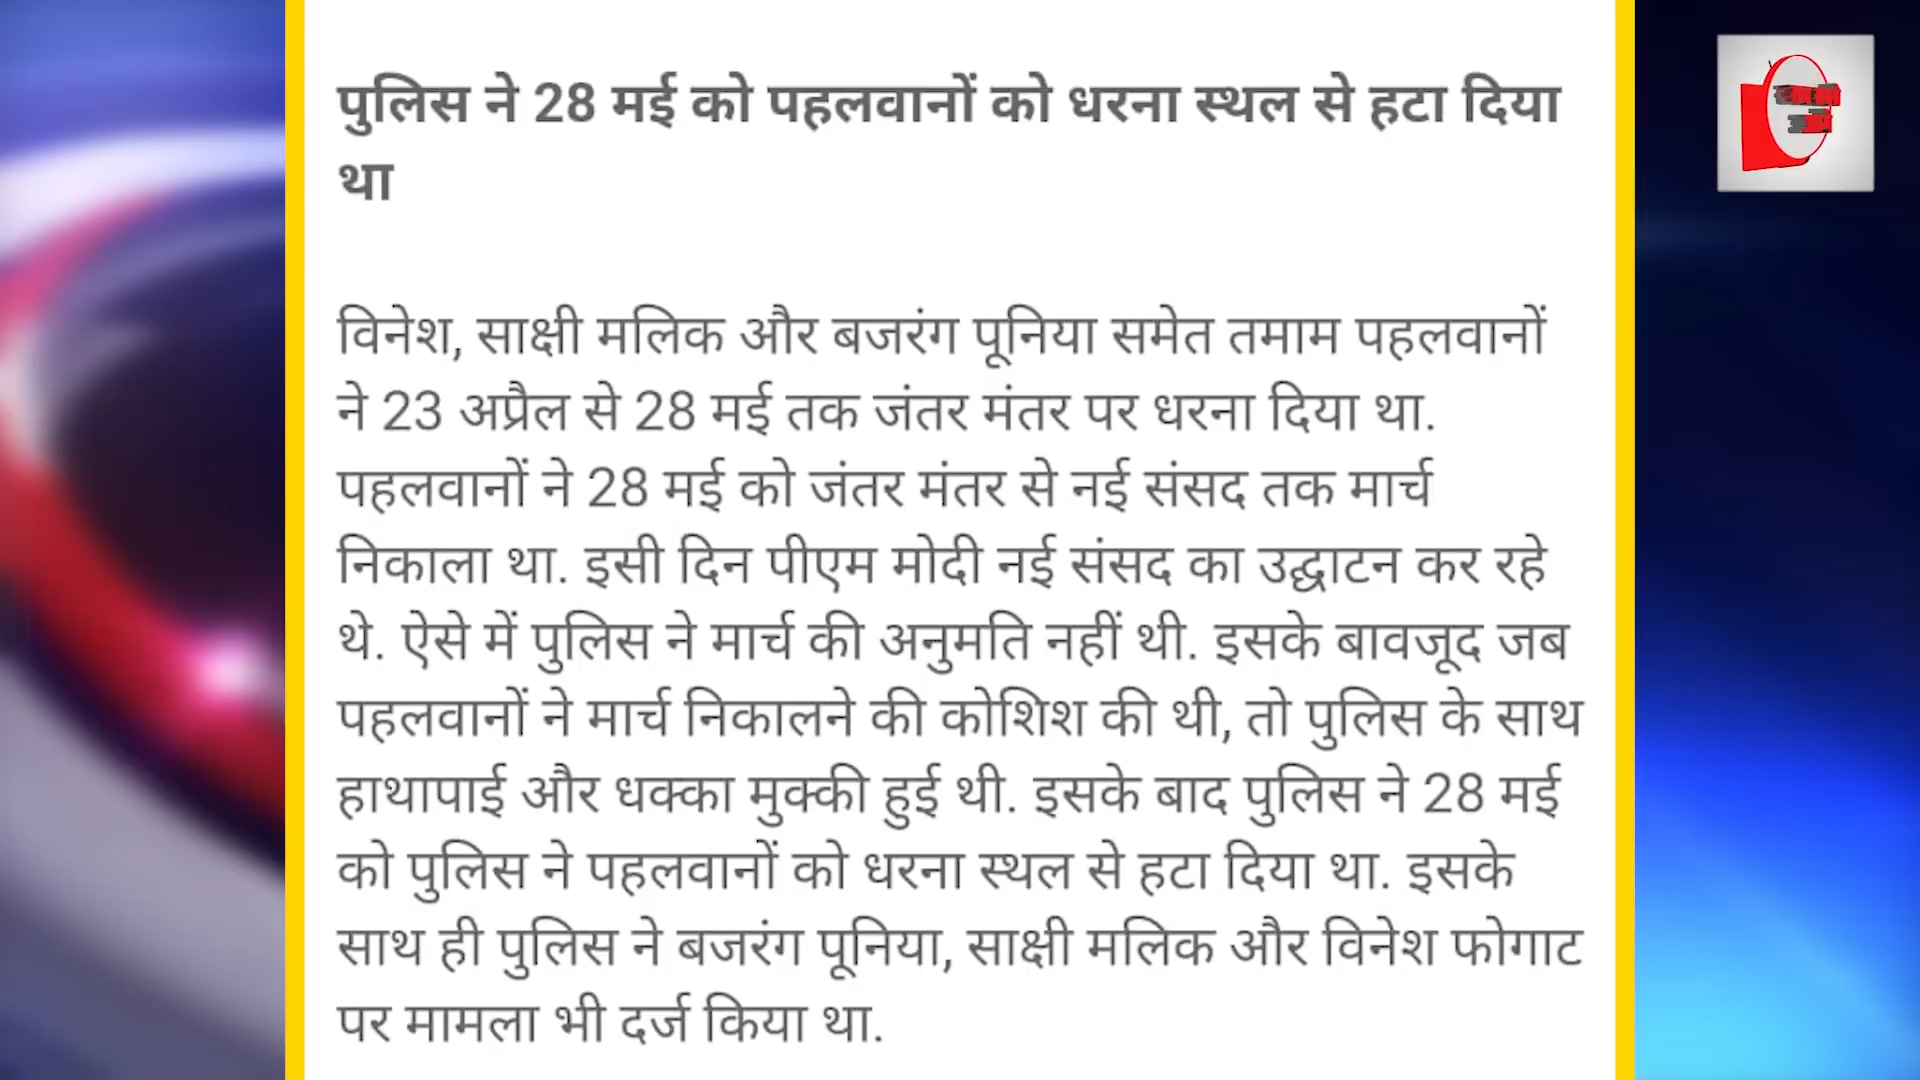 पुलिस ने 28 मई को पहलवानों को धरना स्थल से हटा दिया
था
विनेश, साक्षी मलिक और बजरंग पूनिया समेत तमाम पहलवानों
ने 23 अप्रैल से 28 मई तक जंतर मंतर पर धरना दिया था.
पहलवानों ने 28 मई को जंतर मंतर से नई संसद तक मार्च
निकाला था. इसी दिन पीएम मोदी नई संसद का उद्घाटन कर रहे
थे. ऐसे में पुलिस ने मार्च की अनुमति नहीं थी. इसके बावजूद जब
पहलवानों ने मार्च निकालने की कोशिश की थी, तो पुलिस के साथ
हाथापाई और धक्का मुक्की हुई थी. इसके बाद पुलिस ने 28 मई
को पुलिस ने पहलवानों को धरना स्थल से हटा दिया था. इसके
साथ ही पुलिस ने बजरंग पूनिया, साक्षी मलिक और विनेश फोगाट
पर मामला भी दर्ज किया था.